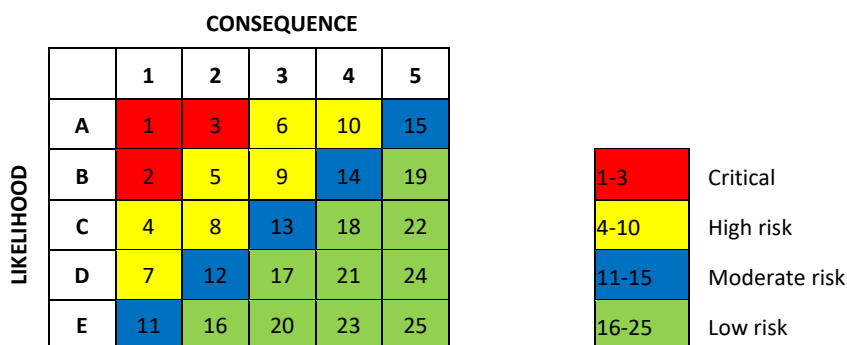 CONSEQUENCE
1 2 3 4 5
A 1 3 6 10 15
B 2 5 9 14 19
C 4 8 13 18 22
D 7 12 17 21 24
E 11 16 20 23 25
LIKELIHOOD
1-3 Critical
4-10 High risk
11-15 Moderate risk
16-25 Low risk